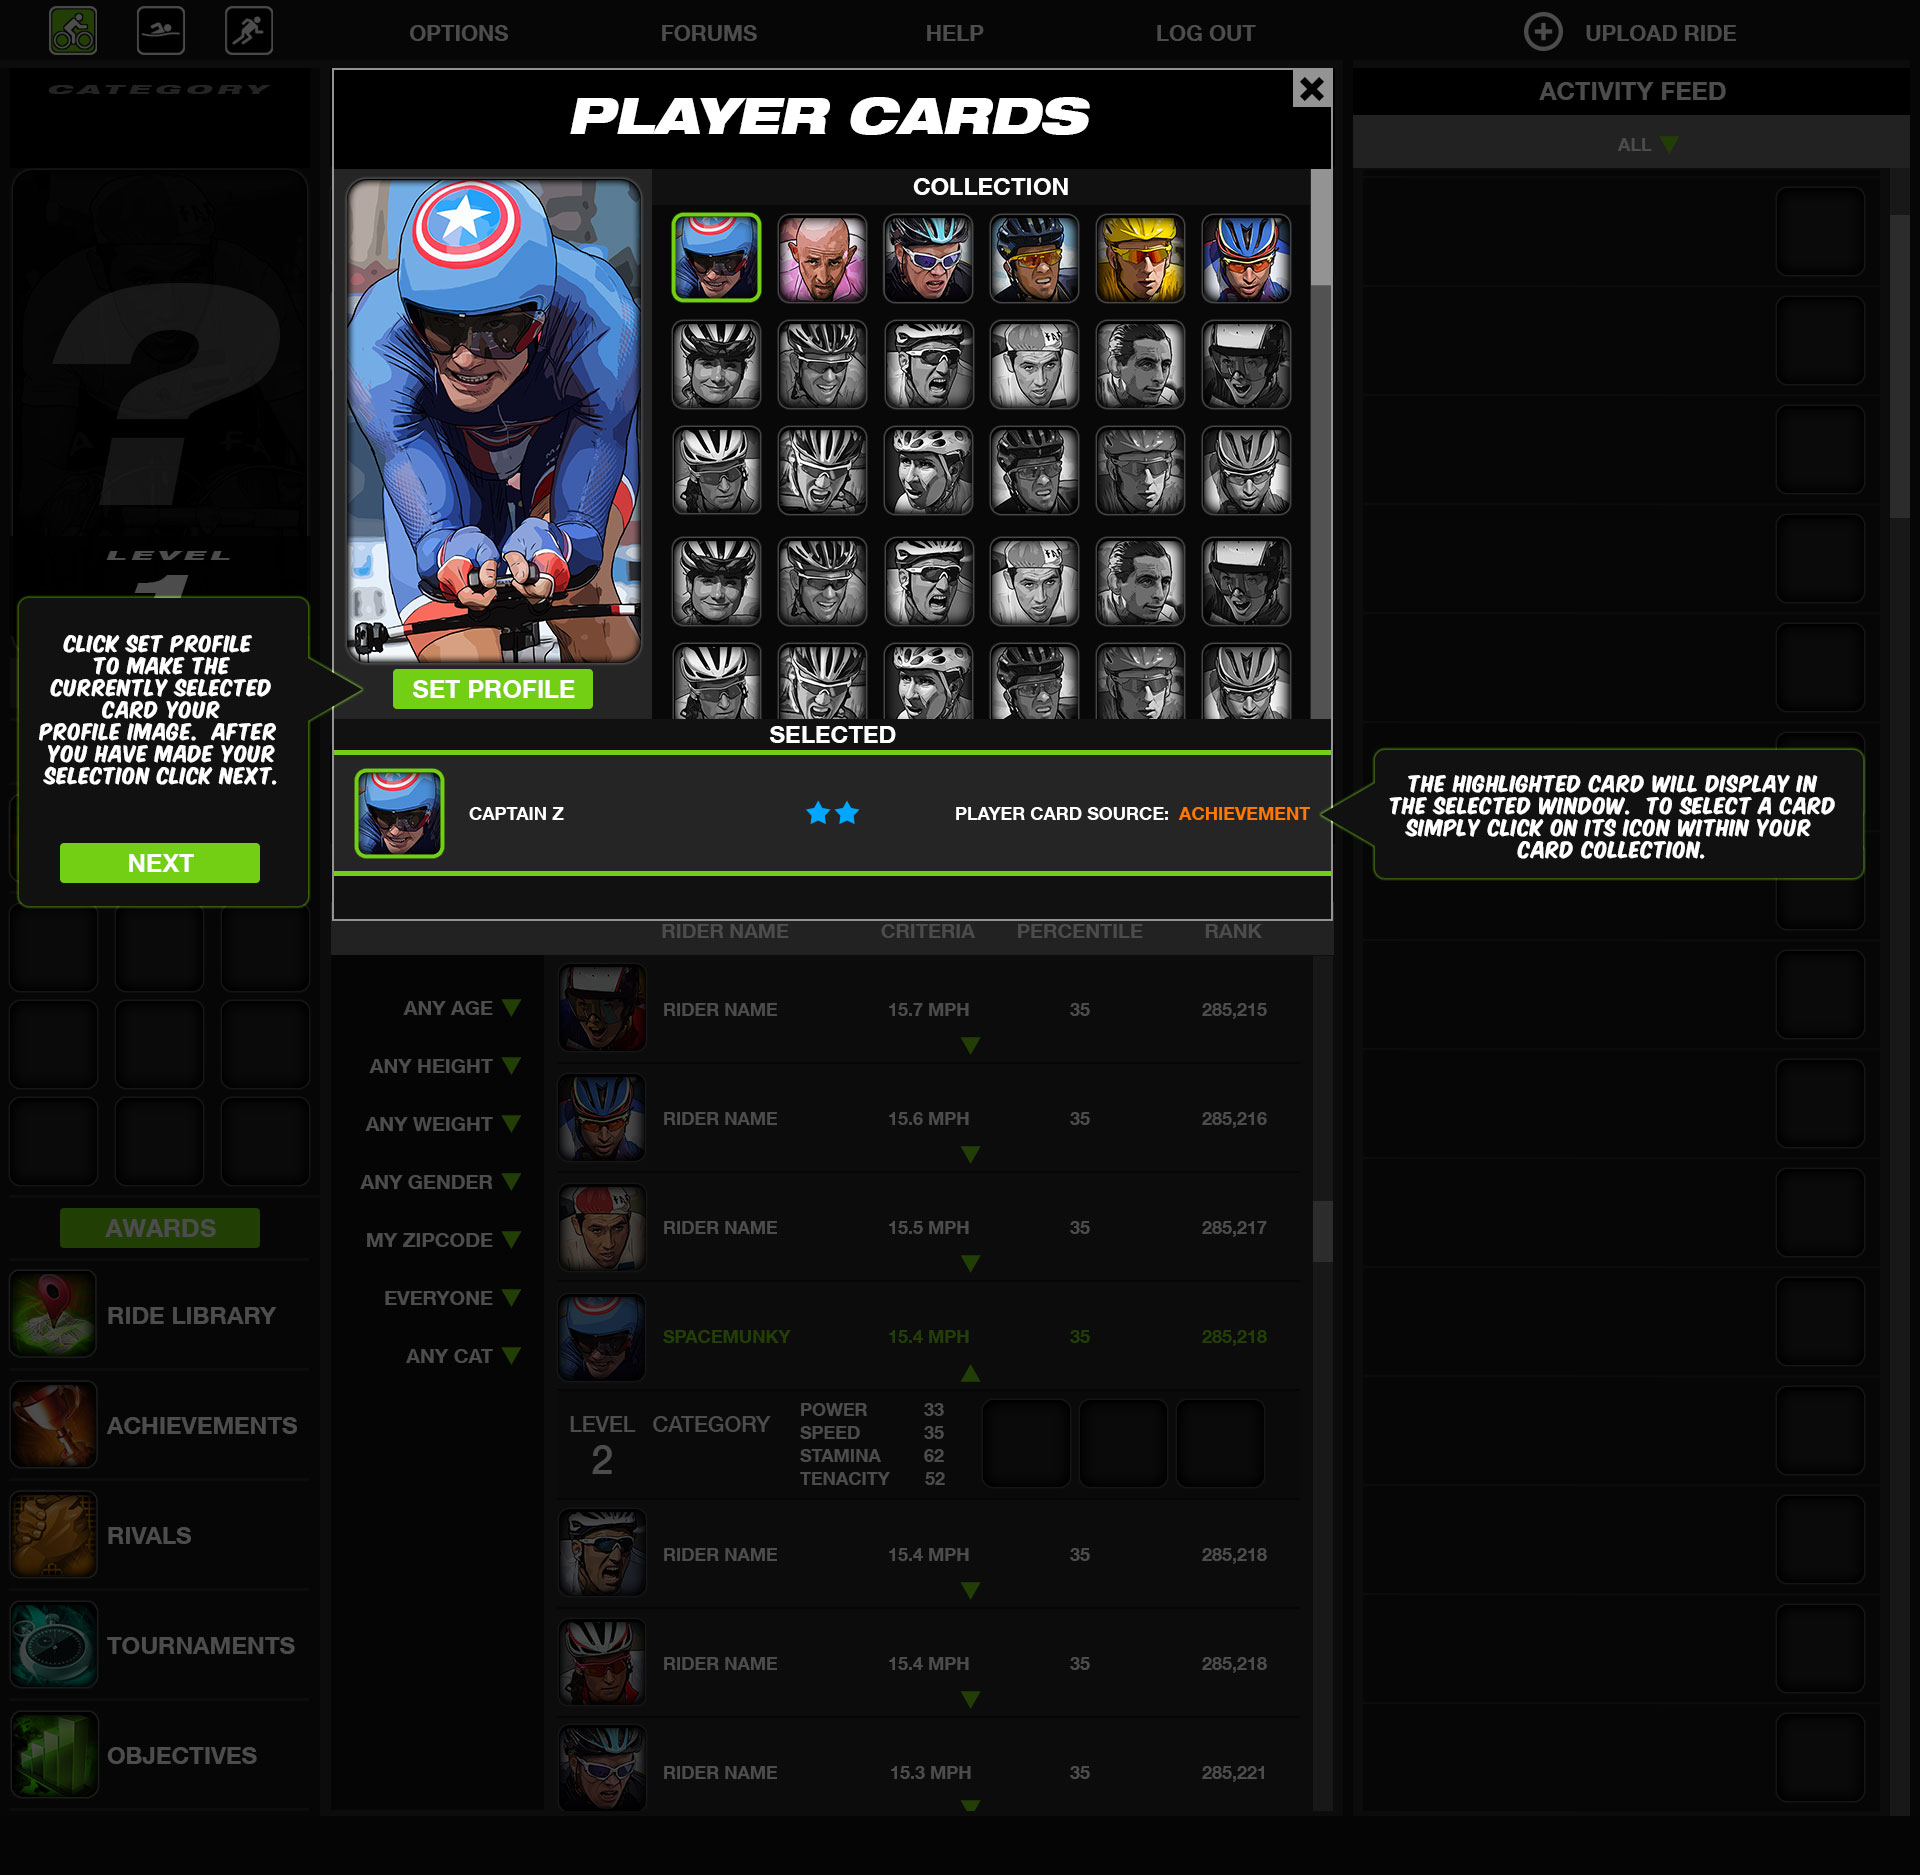 OPTIONS
FORUMS
HELP
LOG OUT
UPLOAD RIDE
CATEGORY
PLAYER CARDS
ACTIVITY FEED
ALL
COLLECTION
LEVEL
1
CLICK SET PROFILE
TO MAKE THE
CURRENTLY SELECTED
CARD YOUR
PROFILE IMAGE. AFTER
YOU HAVE MADE YOUR
SELECTION CLICK NEXT.
NEXT
SET PROFILE
SELECTED
CAPTAIN Z
PLAYER CARD SOURCE: ACHIEVEMENT
THE HIGHLIGHTED CARD WILL DISPLAY IN
THE SELECTED WINDOW. TO SELECT A CARD
SIMPLY CLICK ON ITS ICON WITHIN YOUR
CARD COLLECTION.
RIDER NAME CRITERIA PERCENTILE RANK
ANY AGE
ANY HEIGHT
ANY WEIGHT
ANY GENDER
MY ZIPCODE
EVERYONE
ANY CAT
RIDER NAME 15.7 MPH 35 285,215
RIDER NAME 15.6 MPH 35 285,216
RIDER NAME 15.5 MPH 35 285,217
SPACEMUNKY 15.4 MPH 35 285,218
LEVEL
2
CATEGORY
POWER 33
SPEED 35
STAMINA 62
TENACITY 52
RIDER NAME 15.4 MPH 35 285,218
RIDER NAME 15.4 MPH 35 285,218
RIDER NAME 15.3 MPH 35 285,221
AWARDS
RIDE LIBRARY
ACHIEVEMENTS
RIVALS
TOURNAMENTS
OBJECTIVES